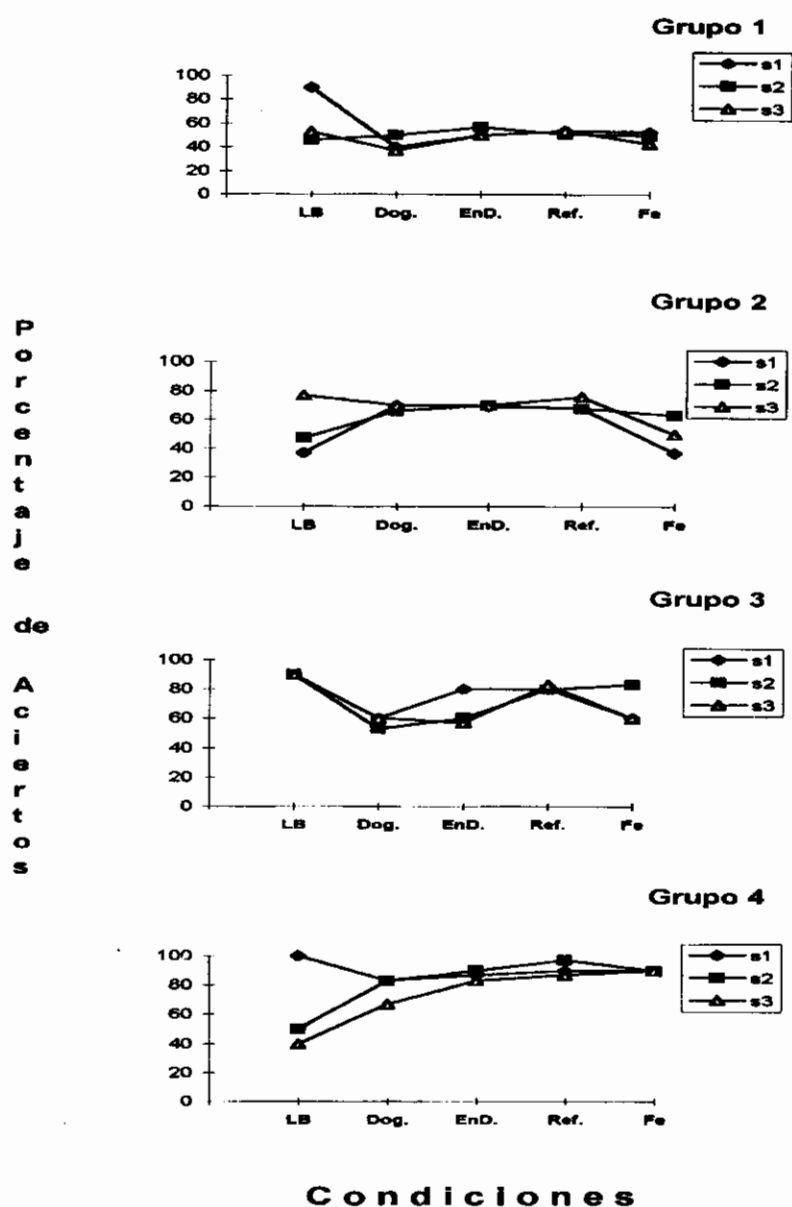 Grupo 1
s1
s2
s3
100
80
60
40
20
0
LB Dog. EnD. Ref. Fe
Grupo 2
s1
s2
s3
100
80
60
40
20
0
LB Dog. EnD. Ref. Fe
Grupo 3
s1
s2
s3
100
80
60
40
20
0
LB Dog. EnD. Ref. Fe
Grupo 4
s1
s2
s3
100
80
60
40
20
0
LB Dog. EnD. Ref. Fe
Porcentaje de Aciertos
Condiciones